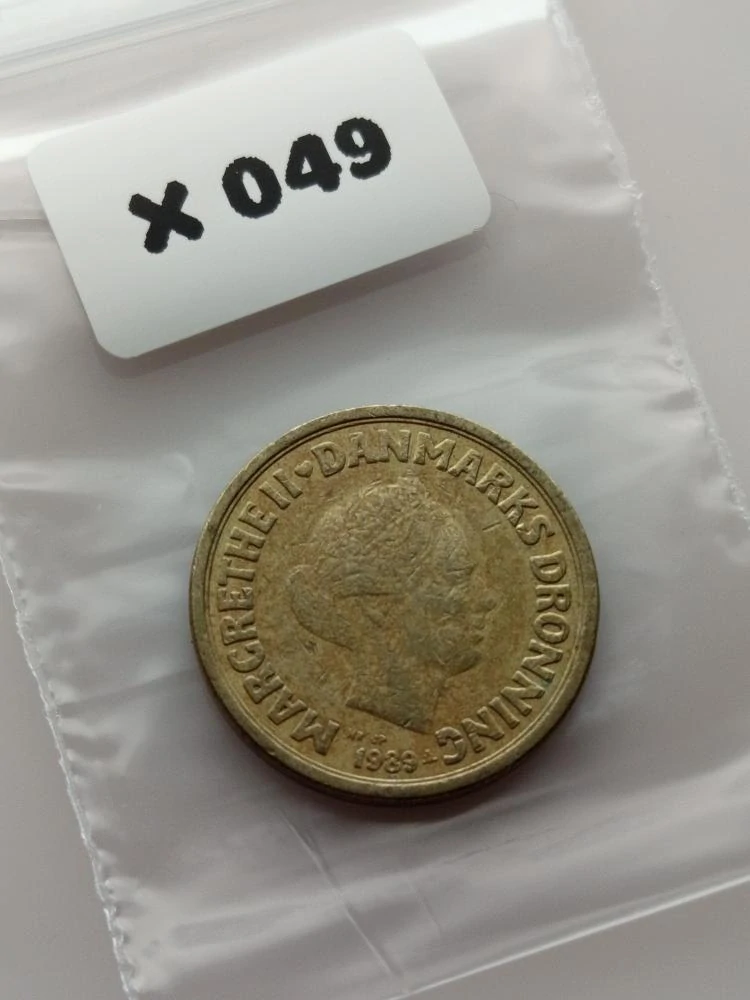 X 049
MARGRETHE II ♥ DANMARKS DRONNING
1989